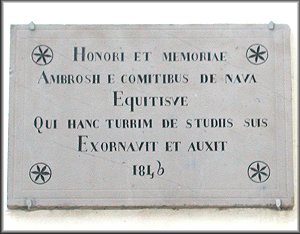 HONORI ET MEMORIAE
AMBROSII E COMITIBUS DE NAVA
EQUITISVE
QUI HANC TURRIM DE STUDIIS SUIS
EXORNAVIT ET AUXIT